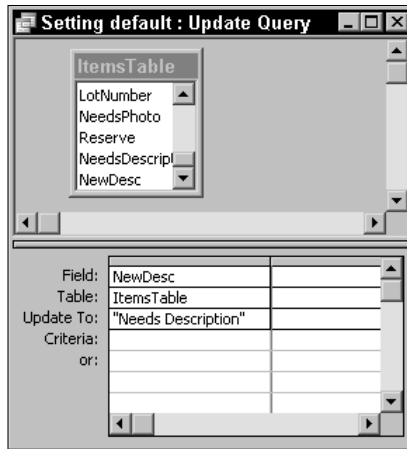 Setting default : Update Query
ItemsTable
LotNumber
NeedsPhoto
Reserve
NeedsDescript
NewDesc
Field: NewDesc
Table: ItemsTable
Update To: "Needs Description"
Criteria:
or: